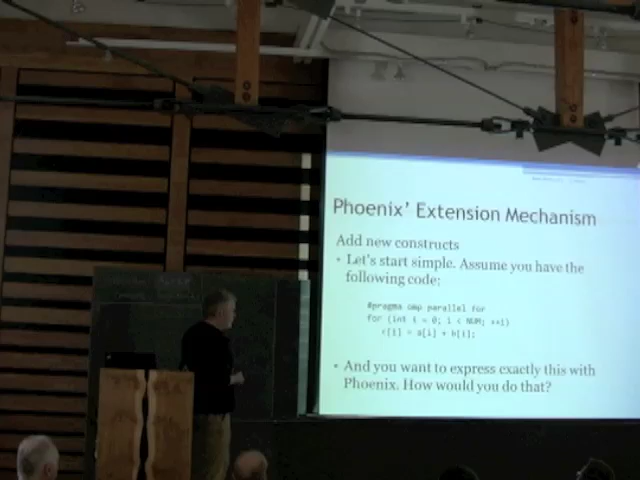 Phoenix' Extension Mechanism
Add new constructs
• Let's start simple. Assume you have the
following code:
#pragma omp parallel for
for (int i = 0; i < NUM; ++i)
r[i] = a[i] + b[i];
• And you want to express exactly this with
Phoenix. How would you do that?